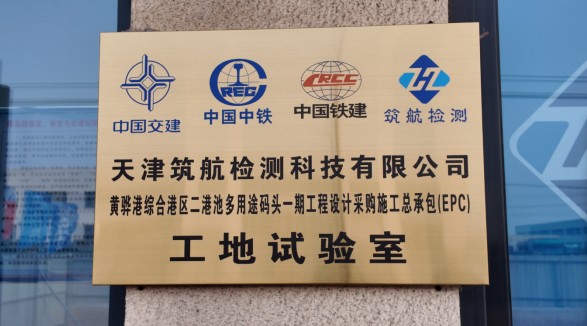 CREC
CRCC
中国交建 中国中铁 中国铁建 筑航检测
天津筑航检测科技有限公司
黄骅港综合港区二港池多用途码头一期工程设计采购施工总承包(EPC)
工地试验室